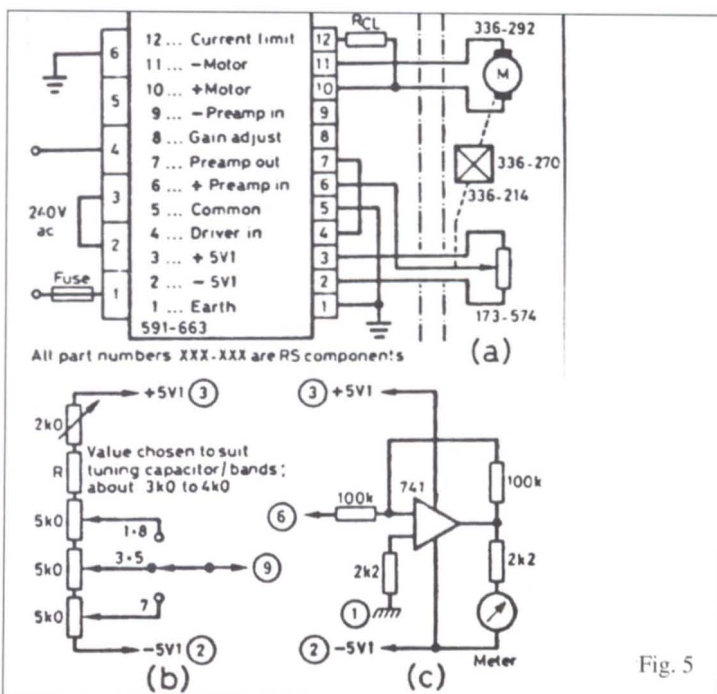 336-292
RCL
12 ... Current limit
11 ... -Motor
10 ... +Motor
9 ... -Preamp in
8 ... Gain adjust
7 ... Preamp out
6 ... + Preamp in
5 ... Common
4 ... Driver in
3 ... + 5V1
2 ... - 5V1
1 ... Earth
591-663
6
5
4
3
2
1
240V
ac
Fuse
12
11
10
9
8
7
6
5
4
3
2
1
M
336-270
336-214
173-574
(a)
All part numbers XXX-XXX are RS components
+5V1 3
2k0
R
Value chosen to suit
tuning capacitor/bands;
about 3k0 to 4k0
5k0
1·8
5k0
3·5
9
5k0
7
-5V1 2
(b)
3 +5V1
741
100k
100k
6
2k2
2k2
1
2 -5V1
Meter
(c)
Fig. 5